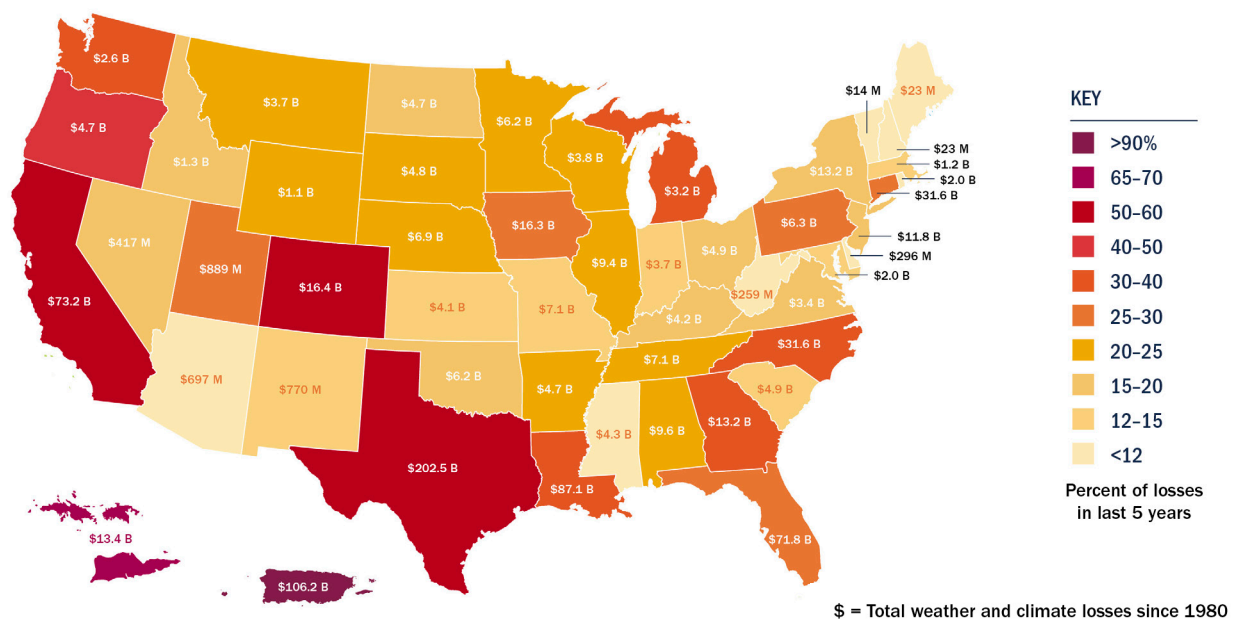 $2.6 B
$4.7 B
$3.7 B
$4.7 B
$6.2 B
$3.8 B
$3.2 B
$14 M
$23 M
$23 M
$1.2 B
$2.0 B
$31.6 B
$13.2 B
$1.3 B
$1.1 B
$4.8 B
$6.9 B
$16.3 B
$9.4 B
$3.7 B
$4.9 B
$6.3 B
$11.8 B
$296 M
$2.0 B
$417 M
$889 M
$73.2 B
$16.4 B
$4.1 B
$7.1 B
$4.2 B
$259 M
$3.4 B
$697 M
$770 M
$6.2 B
$4.7 B
$7.1 B
$31.6 B
$4.9 B
$4.3 B
$9.6 B
$13.2 B
$202.5 B
$87.1 B
$71.8 B
$13.4 B
$106.2 B
KEY
>90%
65–70
50–60
40–50
30–40
25–30
20–25
15–20
12–15
<12
Percent of losses
in last 5 years
$ = Total weather and climate losses since 1980